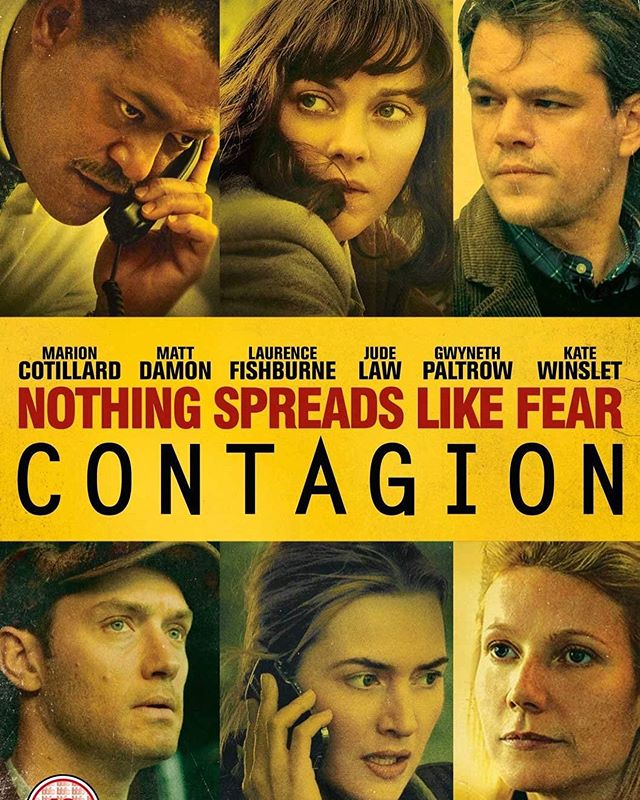 MARION MATT LAURENCE JUDE GWYNETH KATE
COTILLARD DAMON FISHBURNE LAW PALTROW WINSLET
NOTHING SPREADS LIKE FEAR
CONTAGION